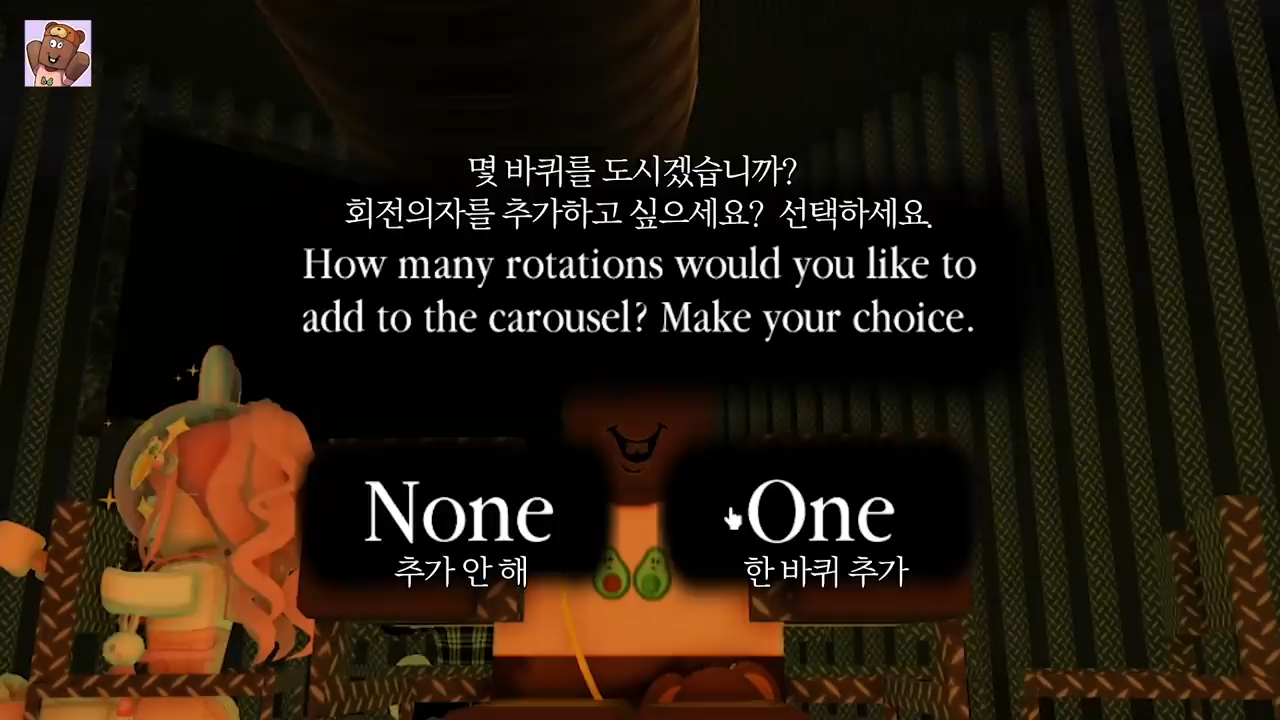 몇 바퀴를 도시겠습니까?
회전의자를 추가하고 싶으세요? 선택하세요.
How many rotations would you like to
add to the carousel? Make your choice.
None
One
추가 안 해
한 바퀴 추가